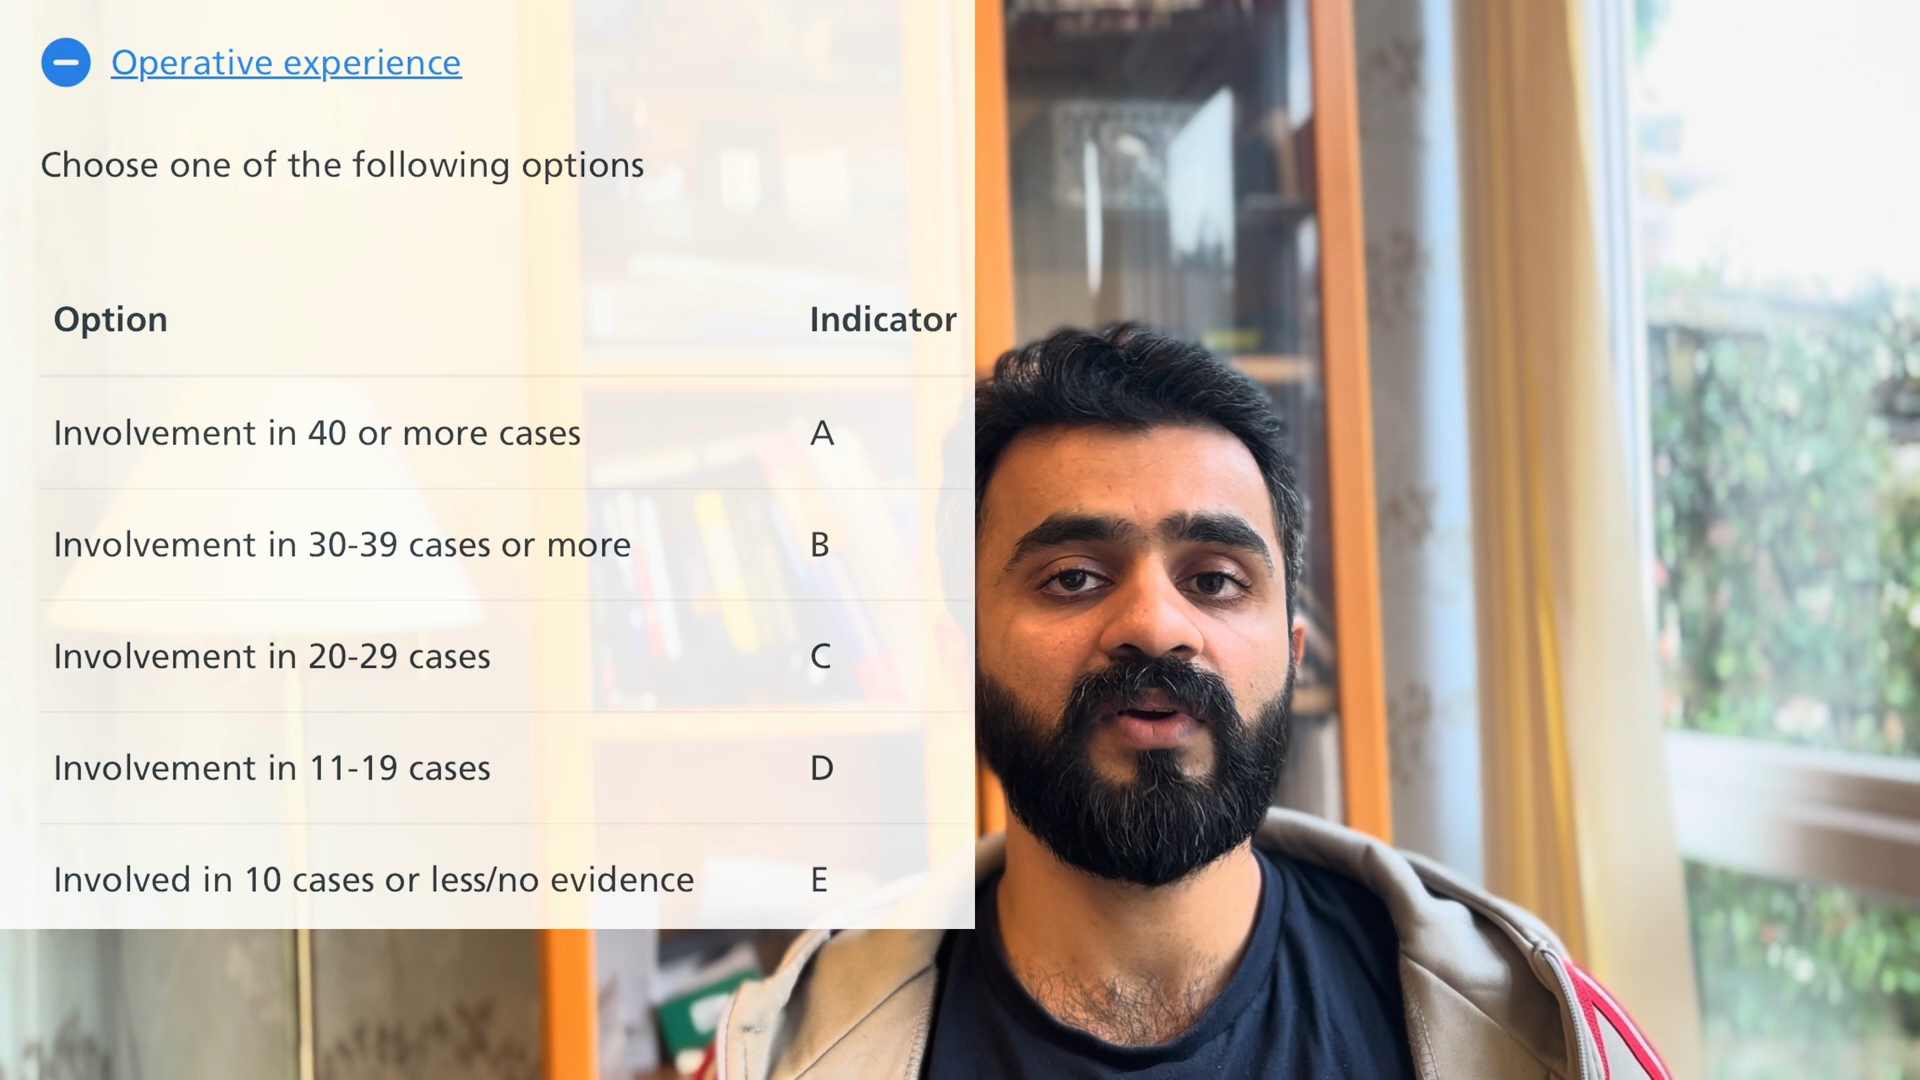 Operative experience
Choose one of the following options
Option Indicator
Involvement in 40 or more cases A
Involvement in 30-39 cases or more B
Involvement in 20-29 cases C
Involvement in 11-19 cases D
Involved in 10 cases or less/no evidence E